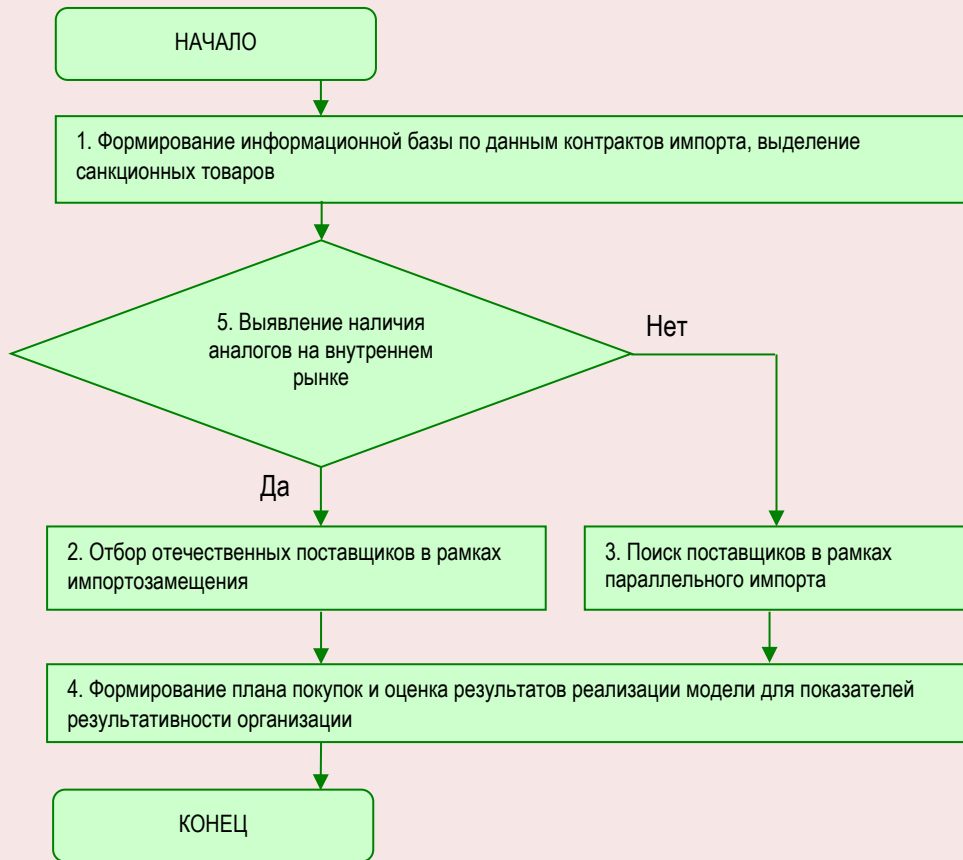 НАЧАЛО
1. Формирование информационной базы по данным контрактов импорта, выделение
санкционных товаров
5. Выявление наличия
аналогов на внутреннем
рынке
Нет
Да
2. Отбор отечественных поставщиков в рамках
импортозамещения
3. Поиск поставщиков в рамках
параллельного импорта
4. Формирование плана покупок и оценка результатов реализации модели для показателей
результативности организации
КОНЕЦ